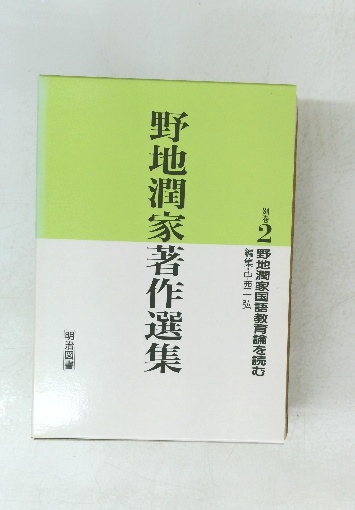 野地潤家著作選集
別巻2 野地潤家国語教育論を読む
編集・中西一弘
明治図書